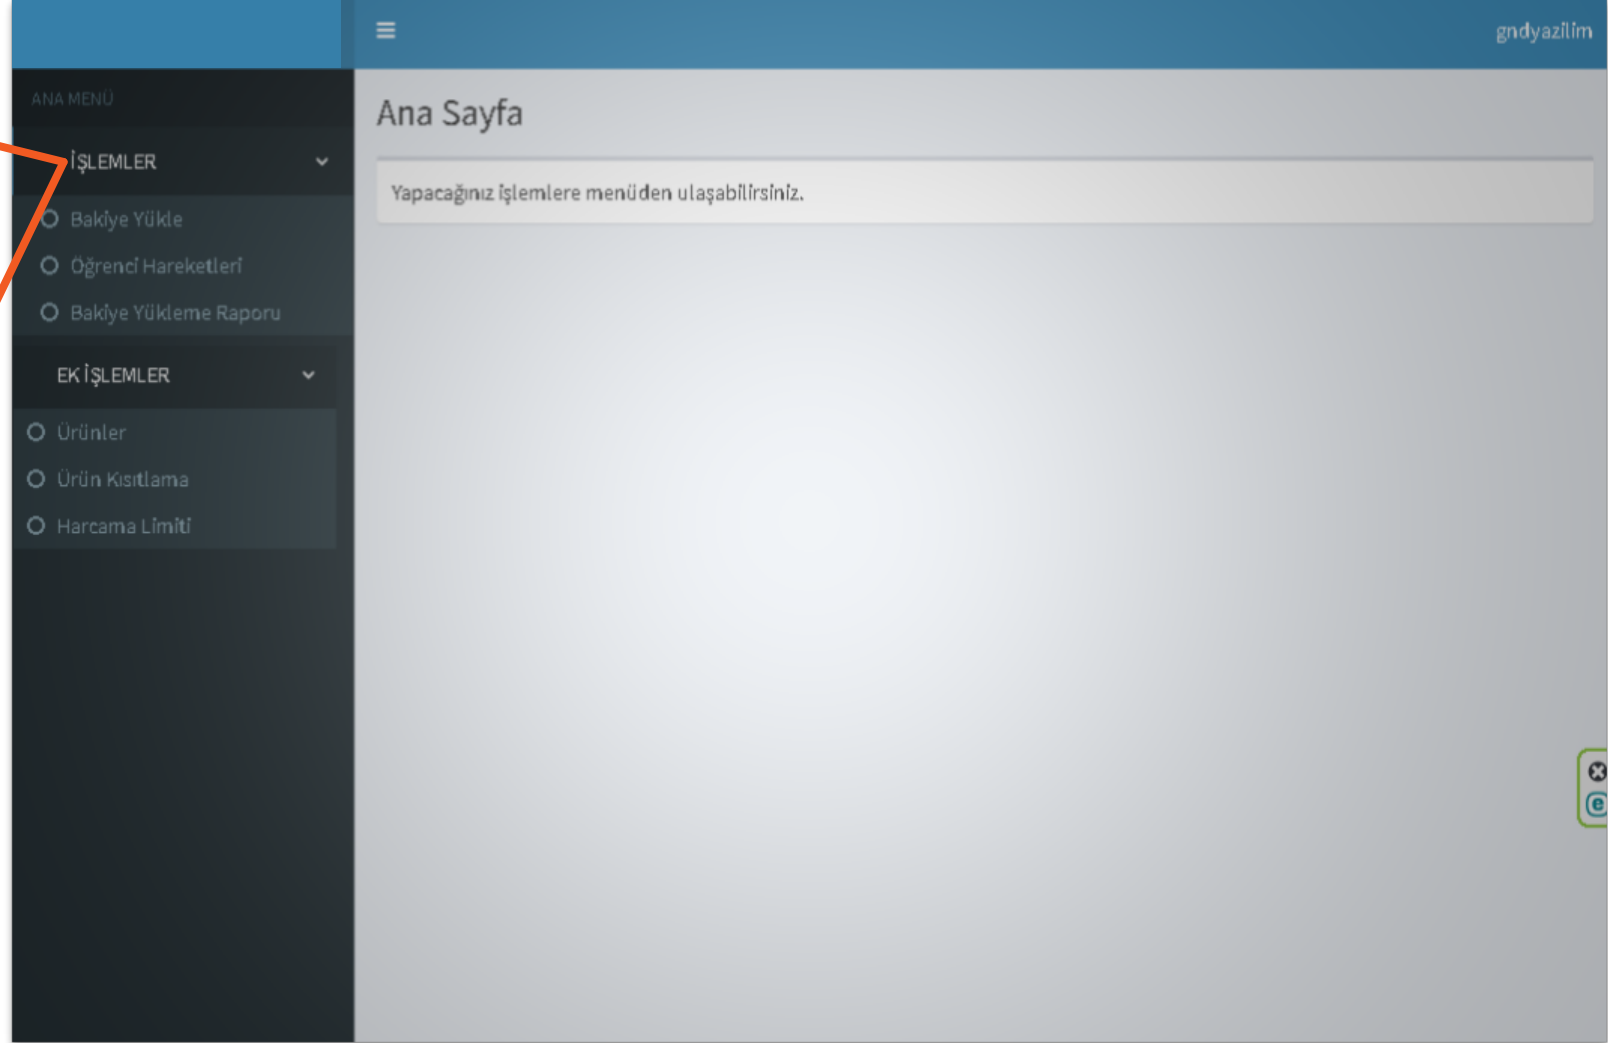 gndyazilim
ANA MENÜ
İŞLEMLER
Bakiye Yükle
Öğrenci Hareketleri
Bakiye Yükleme Raporu
EK İŞLEMLER
Ürünler
Ürün Kısıtlama
Harcama Limiti
Ana Sayfa
Yapacağınız işlemlere menüden ulaşabilirsiniz.
e